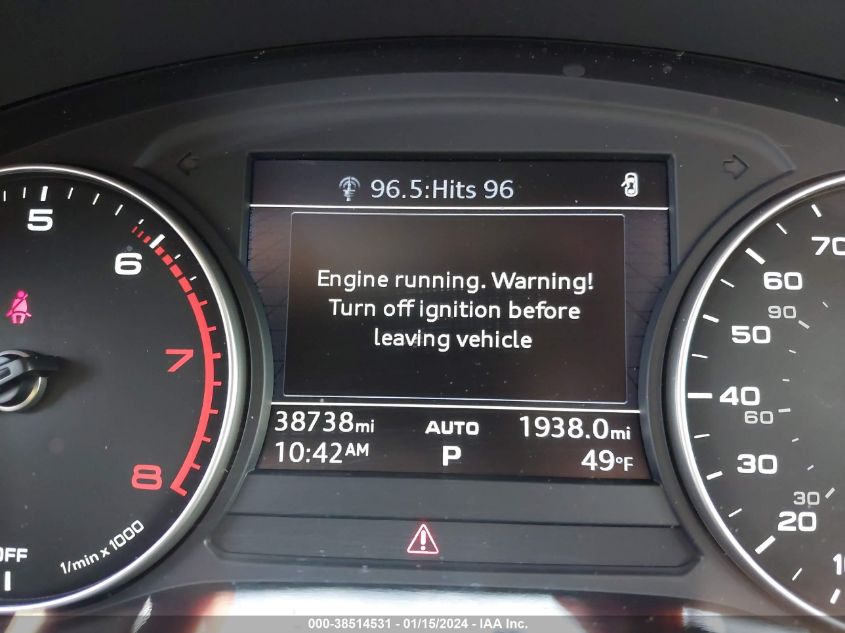 96.5:Hits 96
Engine running. Warning!
Turn off ignition before
leaving vehicle
38738mi AUTO 1938.0mi
10:42AM P 49°F
5
6
7
8
1/min x 1000
OFF
70
60
90
50
40
60
30
30
20
000-38514531 - 01/15/2024 - IAA Inc.